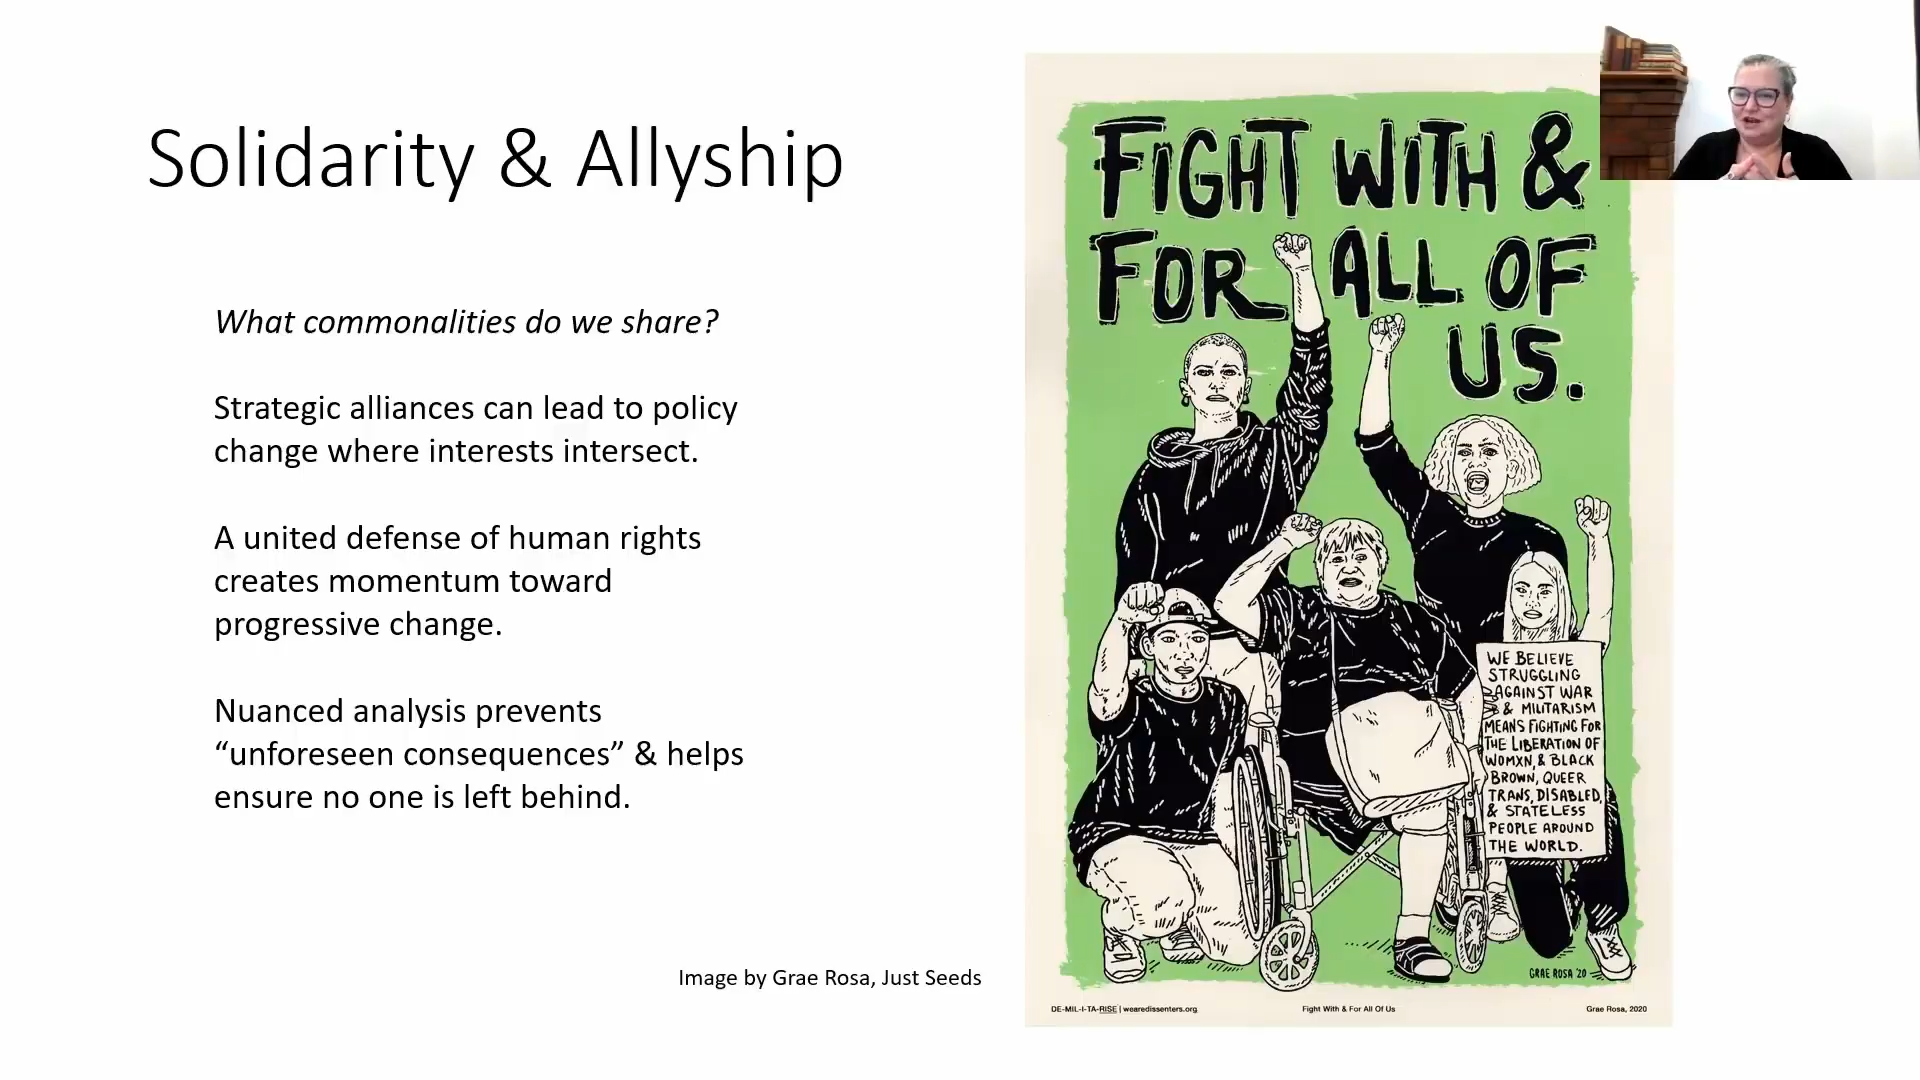 Solidarity & Allyship
What commonalities do we share?
Strategic alliances can lead to policy
change where interests intersect.
A united defense of human rights
creates momentum toward
progressive change.
Nuanced analysis prevents
“unforeseen consequences” & helps
ensure no one is left behind.
Image by Grae Rosa, Just Seeds
FIGHT WITH &
FOR ALL OF
US.
WE BELIEVE
STRUGGLING
AGAINST WAR
& MILITARISM
MEANS FIGHTING FOR
THE LIBERATION OF
WOMXN, & BLACK
BROWN, QUEER
TRANS, DISABLED,
& STATELESS
PEOPLE AROUND
THE WORLD.
GRAE ROSA '20
DE-MIL-I-TA-RISE | wearedissenters.org
Fight With & For All Of Us
Grae Rosa, 2020